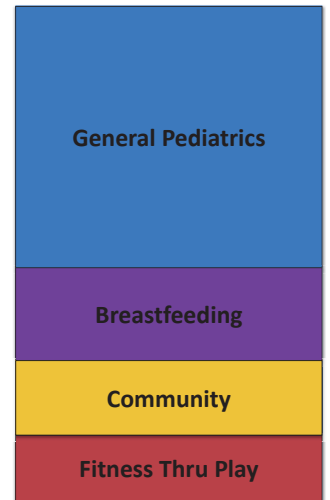 General Pediatrics
Breastfeeding
Community
Fitness Thru Play